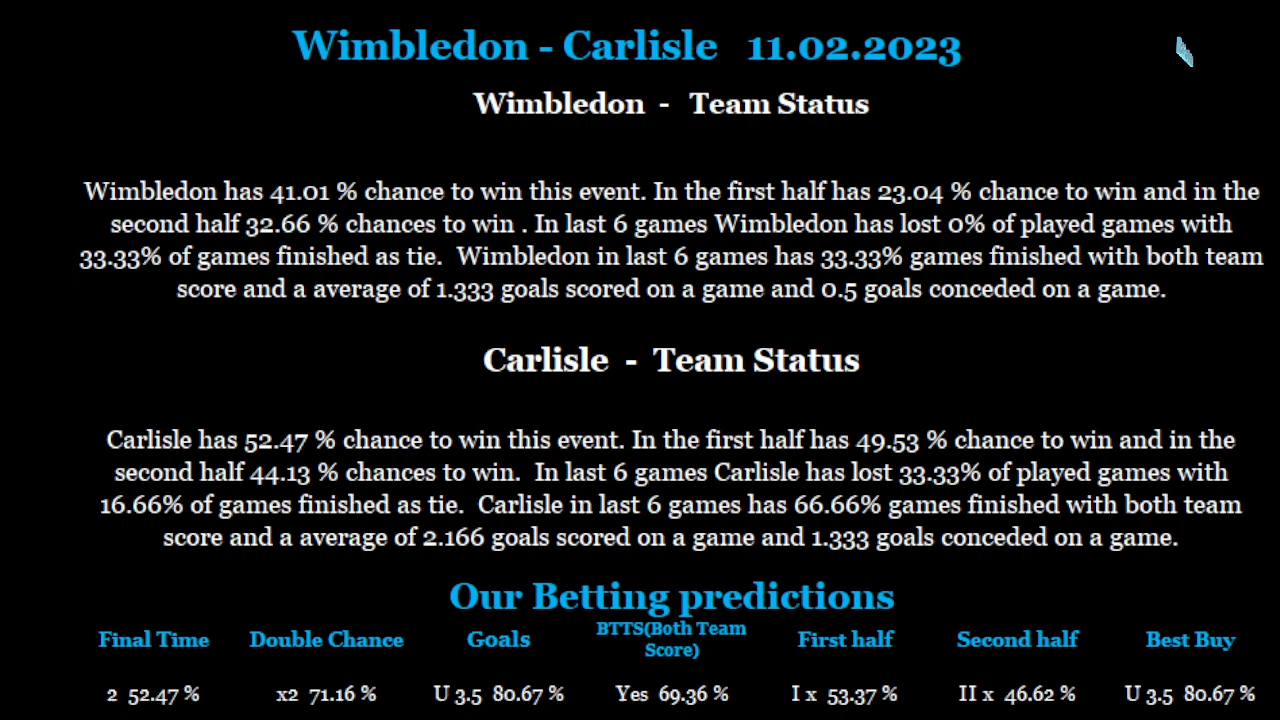 Wimbledon - Carlisle 11.02.2023
Wimbledon - Team Status
Wimbledon has 41.01 % chance to win this event. In the first half has 23.04 % chance to win and in the
second half 32.66 % chances to win . In last 6 games Wimbledon has lost 0% of played games with
33.33% of games finished as tie. Wimbledon in last 6 games has 33.33% games finished with both team
score and a average of 1.333 goals scored on a game and 0.5 goals conceded on a game.
Carlisle - Team Status
Carlisle has 52.47 % chance to win this event. In the first half has 49.53 % chance to win and in the
second half 44.13 % chances to win. In last 6 games Carlisle has lost 33.33% of played games with
16.66% of games finished as tie. Carlisle in last 6 games has 66.66% games finished with both team
score and a average of 2.166 goals scored on a game and 1.333 goals conceded on a game.
Our Betting predictions
Final Time Double Chance Goals BTTS(Both Team Score) First half Second half Best Buy
2 52.47 % x2 71.16 % U 3.5 80.67 % Yes 69.36 % I x 53.37 % II x 46.62 % U 3.5 80.67 %